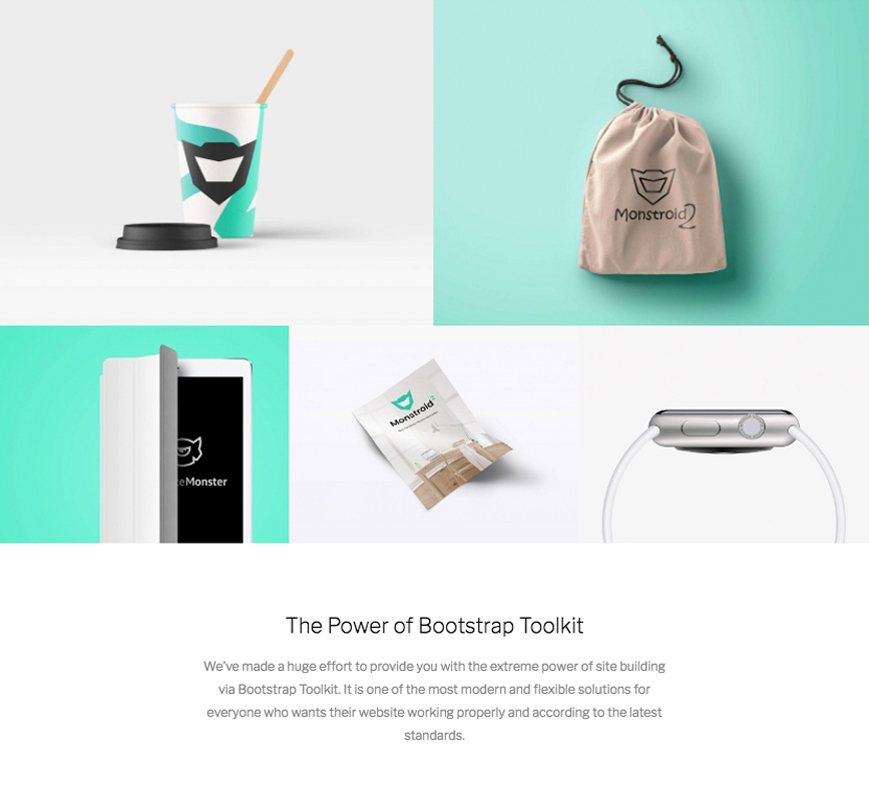 Monstroid2
eMonster
Monstroid2
The Power of Bootstrap Toolkit
We've made a huge effort to provide you with the extreme power of site building
via Bootstrap Toolkit. It is one of the most modern and flexible solutions for
everyone who wants their website working properly and according to the latest
standards.